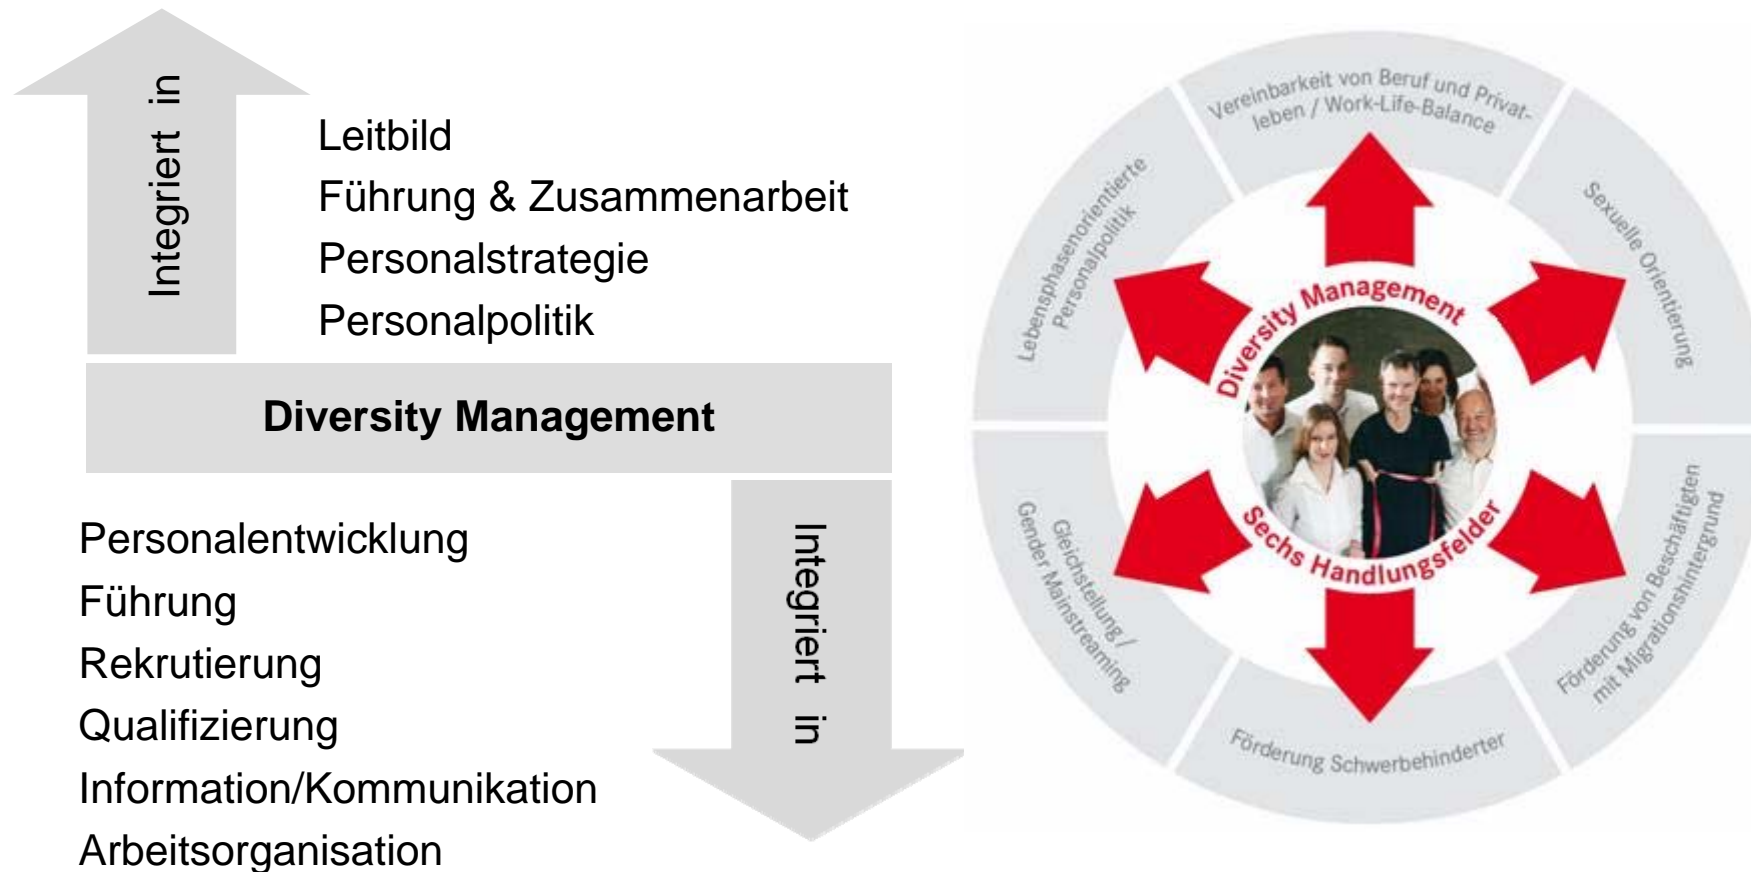 Integriert in
Leitbild
Führung & Zusammenarbeit
Personalstrategie
Personalpolitik
Diversity Management
Personalentwicklung
Führung
Rekrutierung
Qualifizierung
Information/Kommunikation
Arbeitsorganisation
Integriert in
Vereinbarkeit von Beruf und Privat-
leben / Work-Life-Balance
Sexuelle Orientierung
Förderung von Beschäftigten
mit Migrationshintergrund
Förderung Schwerbehinderter
Gleichstellung /
Gender Mainstreaming
Lebensphasenorientierte
Personalpolitik
Diversity Management
Sechs Handlungsfelder